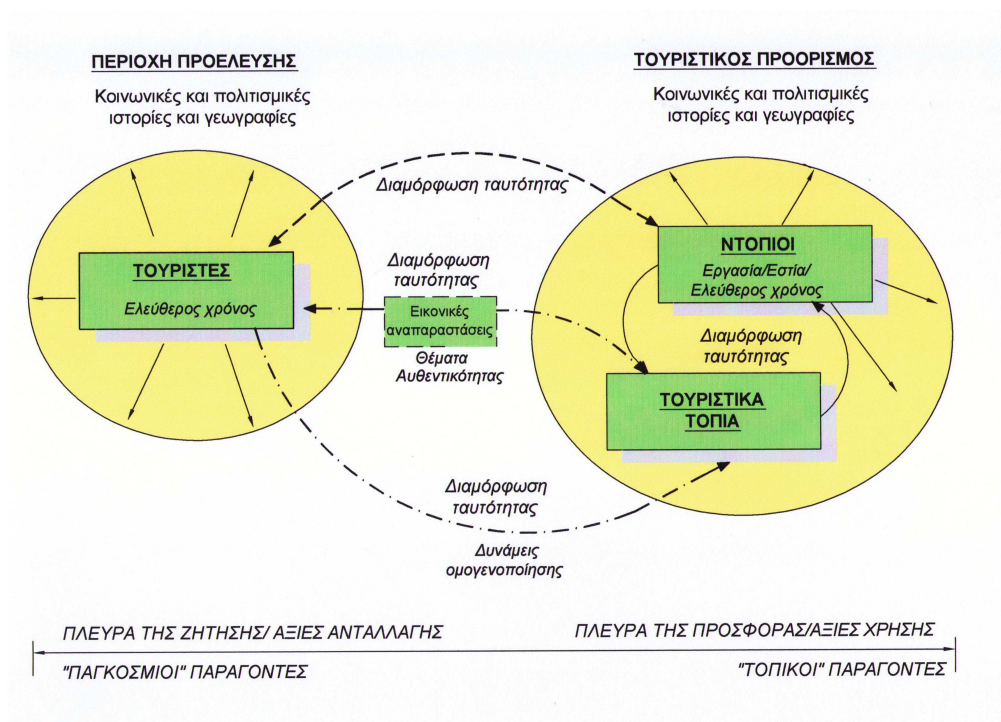 ΠΕΡΙΟΧΗ ΠΡΟΕΛΕΥΣΗΣ
Κοινωνικές και πολιτισμικές
ιστορίες και γεωγραφίες
ΤΟΥΡΙΣΤΙΚΟΣ ΠΡΟΟΡΙΣΜΟΣ
Κοινωνικές και πολιτισμικές
ιστορίες και γεωγραφίες
Διαμόρφωση ταυτότητας
ΤΟΥΡΙΣΤΕΣ
Ελεύθερος χρόνος
ΝΤΟΠΙΟΙ
Εργασία/Εστία/
Ελεύθερος χρόνος
Διαμόρφωση
ταυτότητας
Εικονικές
αναπαραστάσεις
Θέματα
Αυθεντικότητας
Διαμόρφωση
ταυτότητας
ΤΟΥΡΙΣΤΙΚΑ
ΤΟΠΙΑ
Διαμόρφωση
ταυτότητας
Δυνάμεις
ομογενοποίησης
ΠΛΕΥΡΑ ΤΗΣ ΖΗΤΗΣΗΣ/ ΑΞΙΕΣ ΑΝΤΑΛΛΑΓΗΣ
ΠΛΕΥΡΑ ΤΗΣ ΠΡΟΣΦΟΡΑΣ/ΑΞΙΕΣ ΧΡΗΣΗΣ
"ΠΑΓΚΟΣΜΙΟΙ" ΠΑΡΑΓΟΝΤΕΣ
"ΤΟΠΙΚΟΙ" ΠΑΡΑΓΟΝΤΕΣ